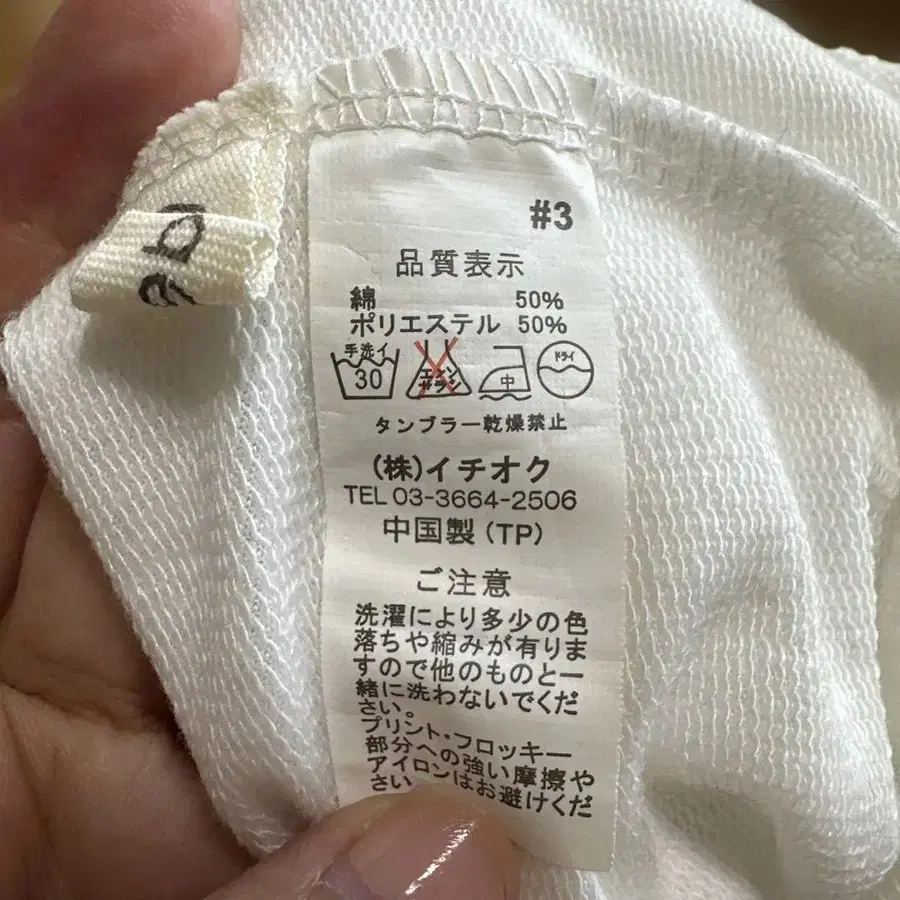 #3
品質表示
綿 50%
ポリエステル 50%
手洗イ
30
エンソ
サラシ
中
ドライ
タンブラー乾燥禁止
(株)イチオク
TEL 03-3664-2506
中国製(TP)
ご注意
洗濯により多少の色
落ちや縮みが有りま
すので他のものと一
緒に洗わないでくだ
さい。
プリント・フロッキー
部分への強い摩擦や
アイロンはお避けくだ
さい